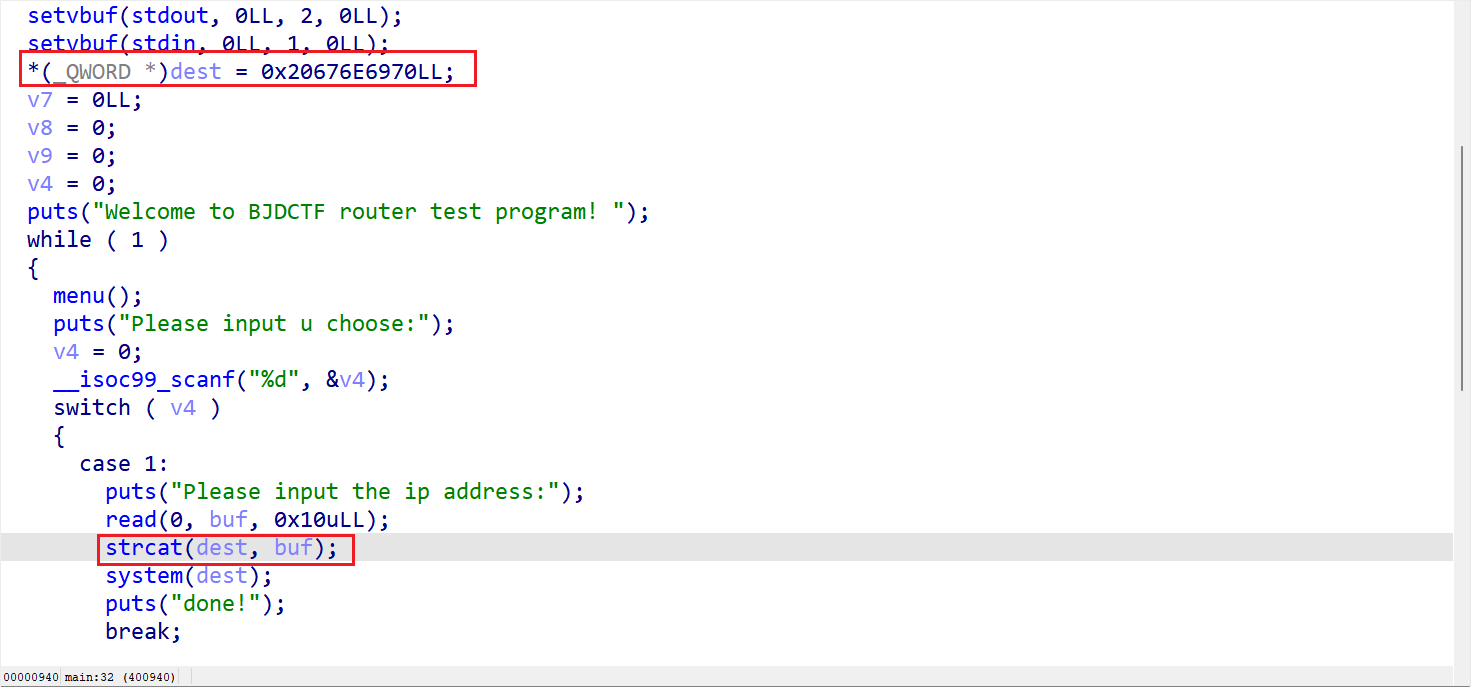 setvbuf(stdout, 0LL, 2, 0LL);
setvbuf(stdin, 0LL, 1, 0LL);
*(_QWORD *)dest = 0x20676E6970LL;
v7 = 0LL;
v8 = 0;
v9 = 0;
v4 = 0;
puts("Welcome to BJDCTF router test program! ");
while ( 1 )
{
menu();
puts("Please input u choose:");
v4 = 0;
__isoc99_scanf("%d", &v4);
switch ( v4 )
{
case 1:
puts("Please input the ip address:");
read(0, buf, 0x10uLL);
strcat(dest, buf);
system(dest);
puts("done!");
break;
00000940 main:32 (400940)